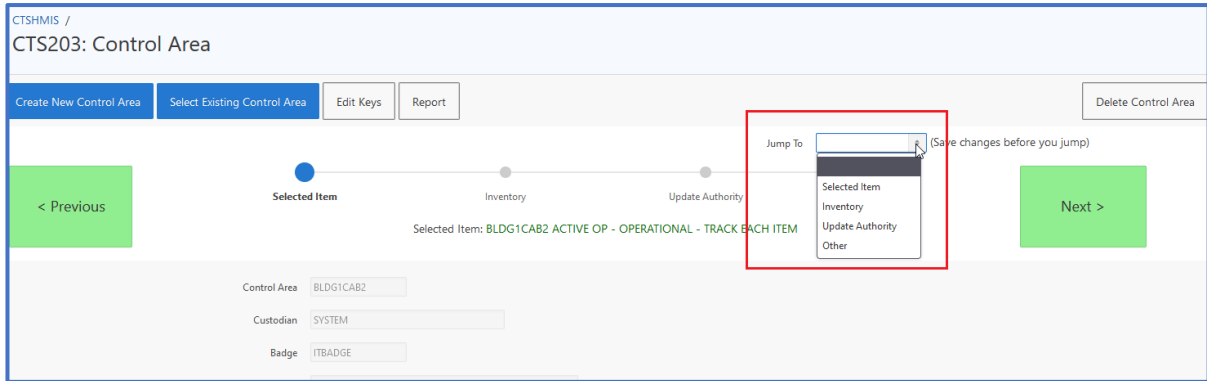 CTSHMIS /
CTS203: Control Area
Create New Control Area
Select Existing Control Area
Edit Keys
Report
Delete Control Area
Jump To
(Save changes before you jump)
Selected Item
Inventory
Update Authority
Other
< Previous
Selected Item
Inventory
Update Authority
Next >
Selected Item: BLDG1CAB2 ACTIVE OP - OPERATIONAL - TRACK EACH ITEM
Control Area BLDG1CAB2
Custodian SYSTEM
Badge ITBADGE